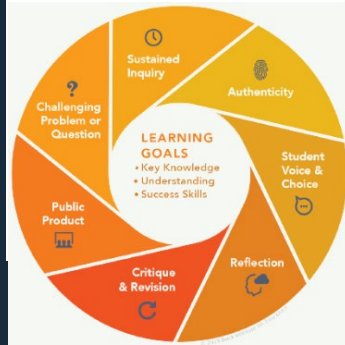 Sustained
Inquiry
Authenticity
Student
Voice &
Choice
Reflection
Critique
& Revision
Public
Product
?
Challenging
Problem or
Question
LEARNING
GOALS
• Key Knowledge
• Understanding
• Success Skills